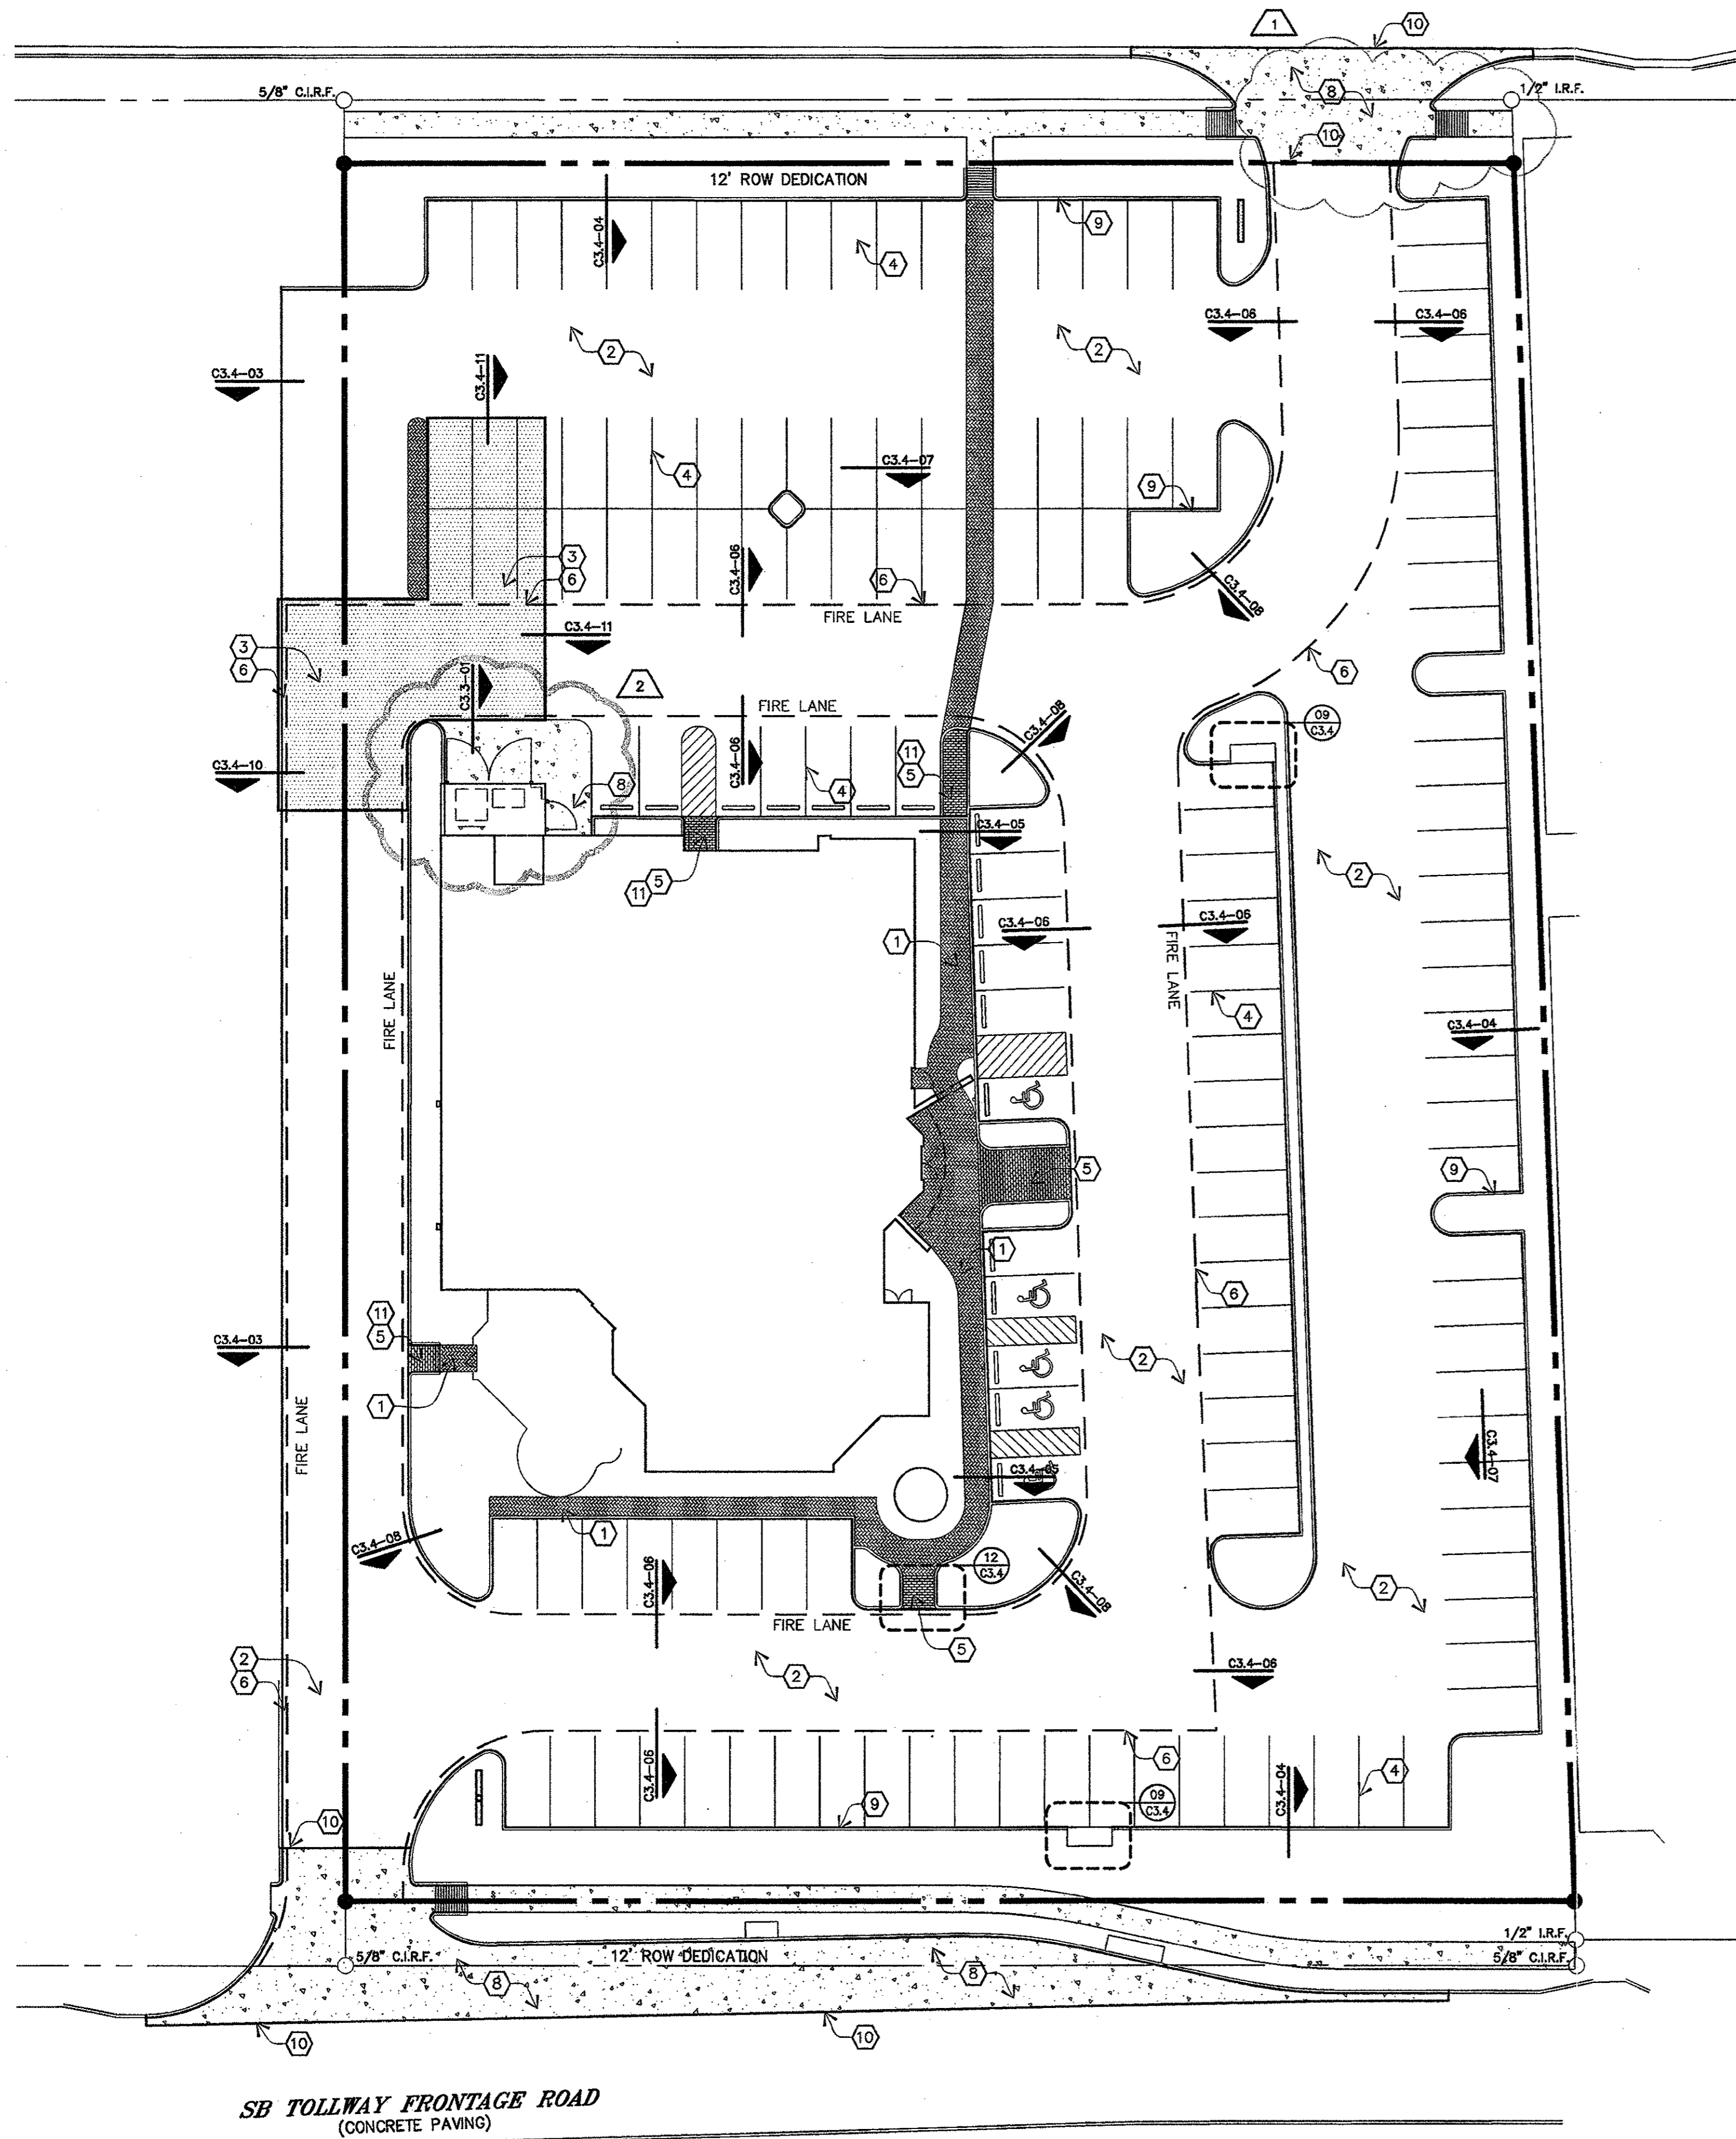 1
10
5/8" C.I.R.F.
8
1/2" I.R.F.
10
12' ROW DEDICATION
C3.4-04
9
4
C3.4-06
C3.4-06
2
2
C3.4-11
C3.4-03
C3.4-07
4
9
3
6
C3.4-06
6
C3.4-08
FIRE LANE
C3.4-11
3
6
6
C3.3-01
2
FIRE LANE
C3.4-08
09
C3.4
11
5
C3.4-10
C3.4-06
8
4
C3.4-05
2
5
11
C3.4-06
C3.4-06
1
FIRE LANE
FIRE LANE
4
C3.4-04
5
9
1
6
11
5
C3.4-03
2
1
FIRE LANE
C3.4-07
C3.4-05
1
C3.4-08
12
C3.4
C3.4-06
C3.4-08
2
FIRE LANE
5
2
6
2
C3.4-06
6
C3.4-06
4
C3.4-04
9
09
C3.4
10
1/2" I.R.F.
5/8" C.I.R.F.
12' ROW DEDICATION
5/8" C.I.R.F.
8
8
10
10
SB TOLLWAY FRONTAGE ROAD
(CONCRETE PAVING)